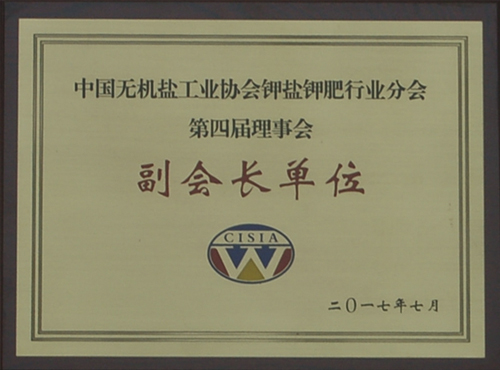 中国无机盐工业协会钾盐钾肥行业分会
第四届理事会
副会长单位
CISIA
二〇一七年七月